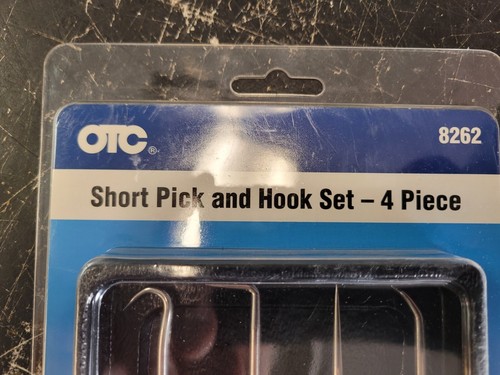 OTC® 8262
Short Pick and Hook Set – 4 Piece